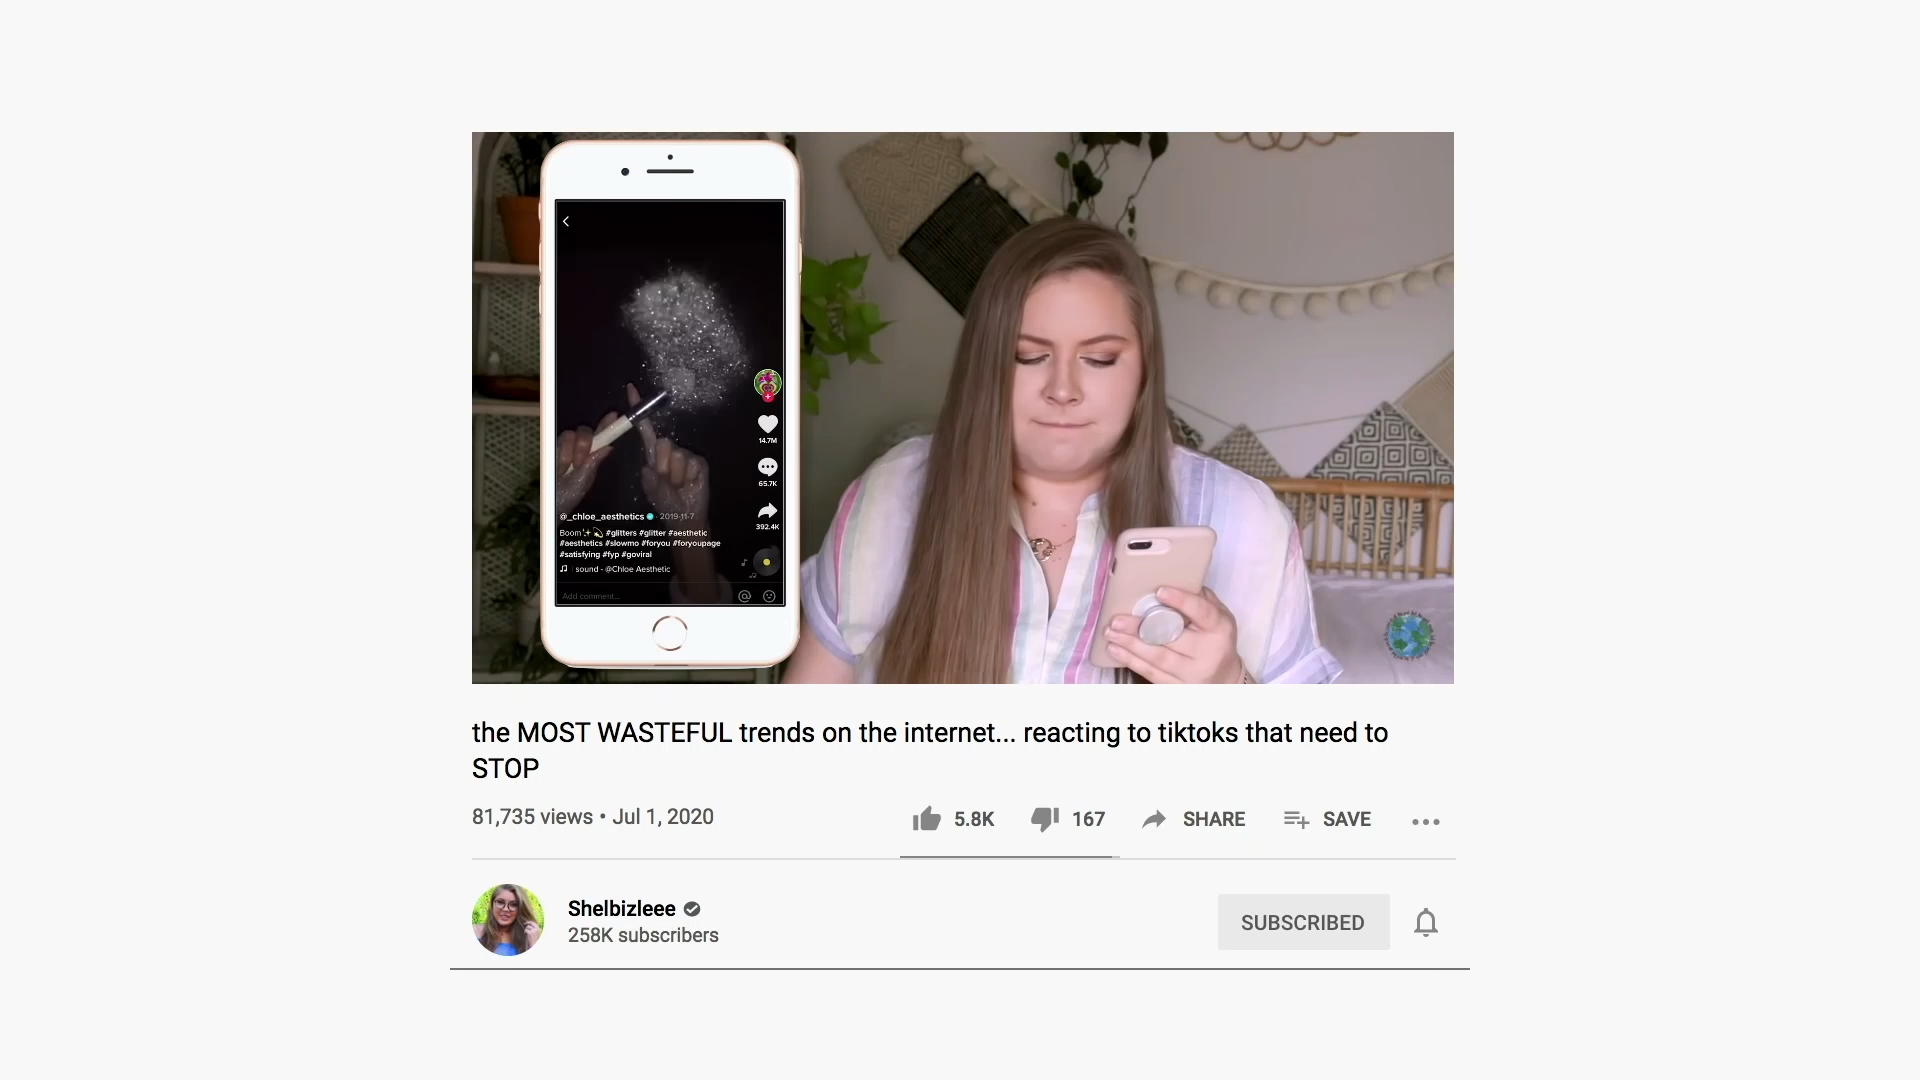 @_chloe_aesthetics · 2019-11-7
Boom #glitters #glitter #aesthetic
#aesthetics #slowmo #foryou #foryoupage
#satisfying #fyp #goviral
sound - @Chloe Aesthetic
Add comment...
14.7M
65.7K
392.4K
the MOST WASTEFUL trends on the internet... reacting to tiktoks that need to
STOP
81,735 views • Jul 1, 2020
5.8K
167
SHARE
SAVE
Shelbizleee
258K subscribers
SUBSCRIBED